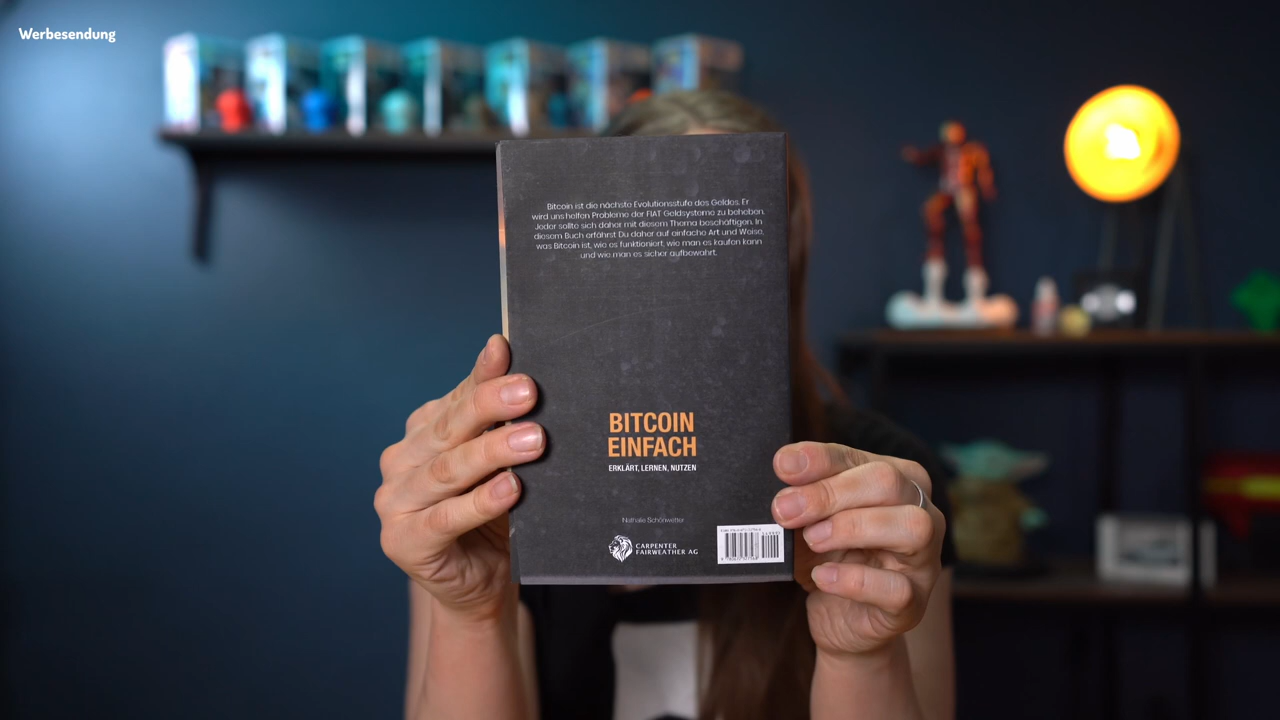 Werbesendung
Bitcoin ist die nächste Evolutionsstufe des Geldes. Er
wird uns helfen Probleme der FIAT Geldsysteme zu beheben.
Jeder sollte sich daher mit diesem Thema beschäftigen. In
diesem Buch erfährst Du daher auf einfache Art und Weise,
was Bitcoin ist, wie es funktioniert, wie man es kaufen kann
und wie man es sicher aufbewahrt.
BITCOIN
EINFACH
ERKLÄRT, LERNEN, NUTZEN
Nathalie Schönwetter
CARPENTER
FAIRWEATHER AG